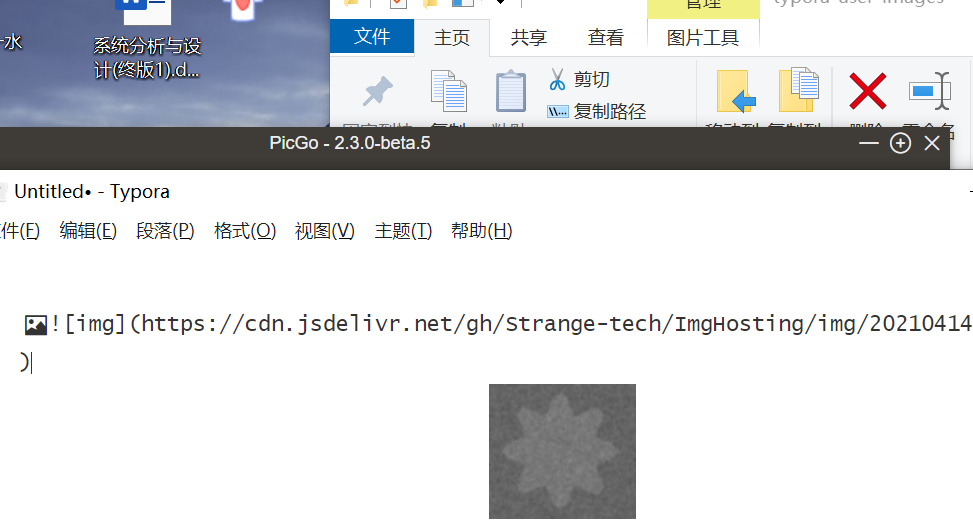 管理
typora-user-images
文件
主页
共享
查看
图片工具
系统分析与设
计(终版1).d...
水
剪切
复制路径
PicGo - 2.3.0-beta.5
Untitled• - Typora
件(F) 编辑(E) 段落(P) 格式(O) 视图(V) 主题(T) 帮助(H)
![img](https://cdn.jsdelivr.net/gh/Strange-tech/ImgHosting/img/20210414
)